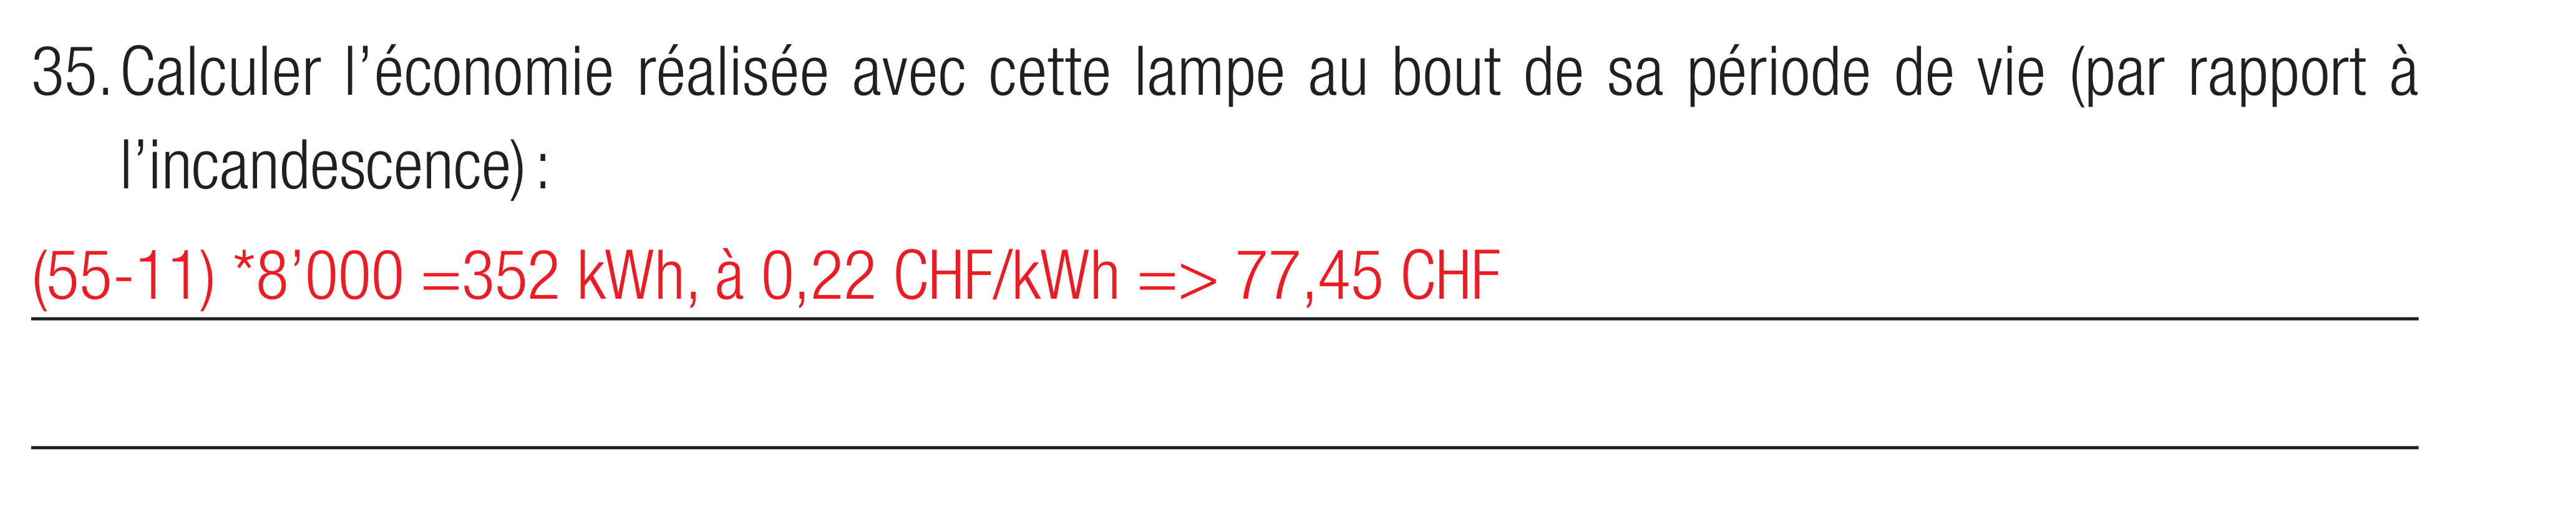 35. Calculer l’économie réalisée avec cette lampe au bout de sa période de vie (par rapport à
l’incandescence) :
(55-11) *8’000 =352 kWh, à 0,22 CHF/kWh => 77,45 CHF